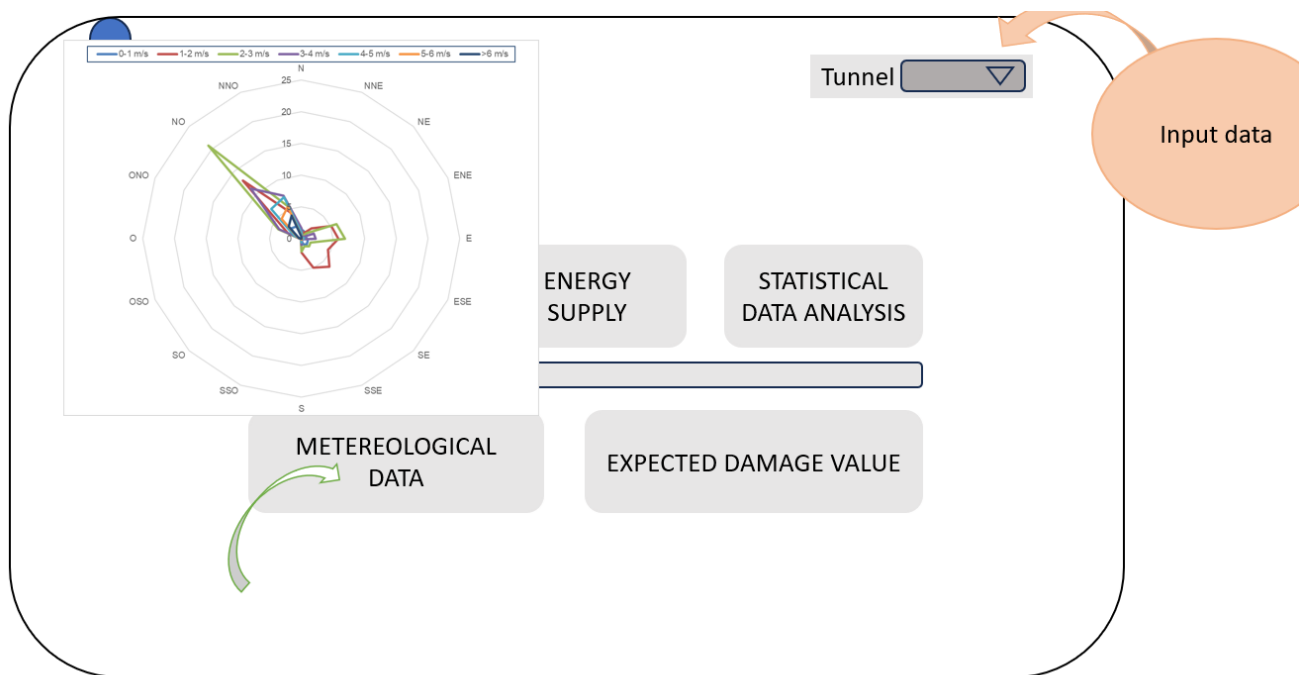 0-1 m/s 1-2 m/s 2-3 m/s 3-4 m/s 4-5 m/s 5-6 m/s >6 m/s
N
NNO NNE
NO NE
ONO ENE
O E
OSO ESE
SO SE
SSO SSE
S
25
20
15
10
5
0
Tunnel
Input data
ENERGY
SUPPLY
STATISTICAL
DATA ANALYSIS
METEREOLOGICAL
DATA
EXPECTED DAMAGE VALUE